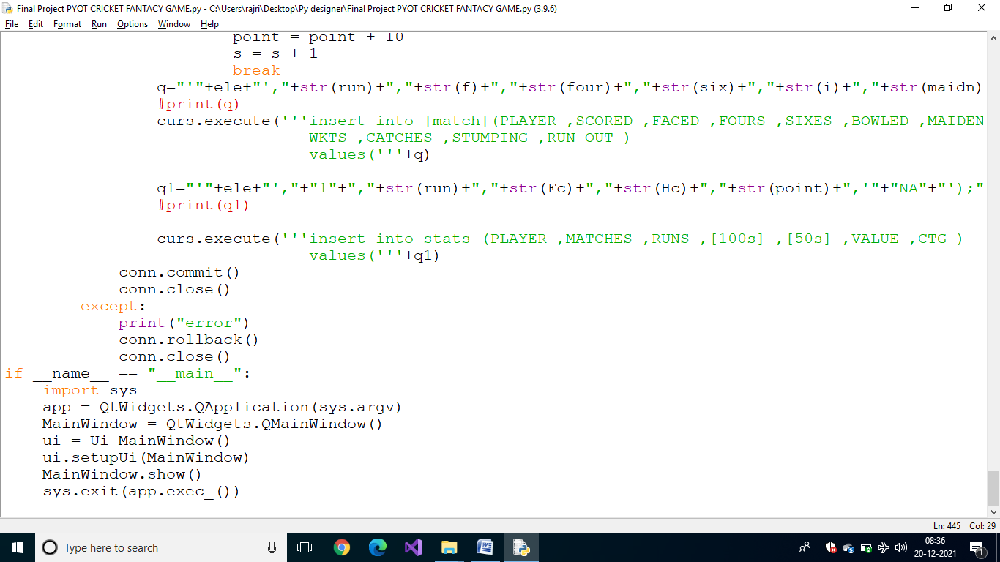 Final Project PYQT CRICKET FANTACY GAME.py - C:\Users\rajri\Desktop\Py designer\Final Project PYQT CRICKET FANTACY GAME.py (3.9.6)
File Edit Format Run Options Window Help
point = point + 10
s = s + 1
break
q="'"+ele+"',"+str(run)+","+str(f)+","+str(four)+","+str(six)+","+str(i)+","+str(maidn)
#print(q)
curs.execute('''insert into [match](PLAYER ,SCORED ,FACED ,FOURS ,SIXES ,BOWLED ,MAIDEN
WKTS ,CATCHES ,STUMPING ,RUN_OUT )
values('''+q)
q1="'"+ele+"',"+"1"+","+str(run)+","+str(Fc)+","+str(Hc)+","+str(point)+",'"+"NA"+"');"
#print(q1)
curs.execute('''insert into stats (PLAYER ,MATCHES ,RUNS ,[100s] ,[50s] ,VALUE ,CTG )
values('''+q1)
conn.commit()
conn.close()
except:
print("error")
conn.rollback()
conn.close()
if __name__ == "__main__":
import sys
app = QtWidgets.QApplication(sys.argv)
MainWindow = QtWidgets.QMainWindow()
ui = Ui_MainWindow()
ui.setupUi(MainWindow)
MainWindow.show()
sys.exit(app.exec_())
Ln: 445 Col: 29
Type here to search
08:36
20-12-2021
1